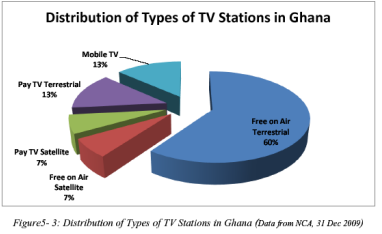 Distribution of Types of TV Stations in Ghana
Mobile TV
13%
Pay TV Terrestrial
13%
Free on Air
Terrestrial
60%
Pay TV Satellite
7%
Free on Air
Satellite
7%
Figure5- 3: Distribution of Types of TV Stations in Ghana (Data from NCA, 31 Dec 2009)